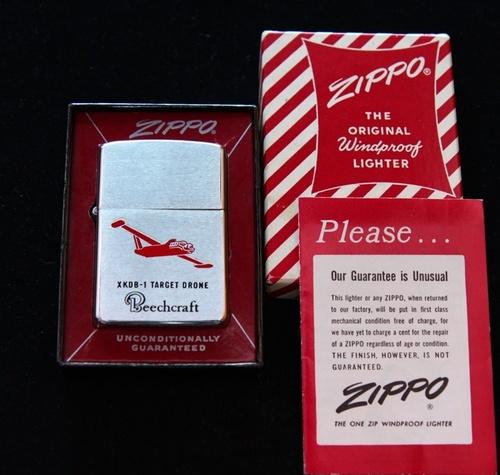 ZIPPO®
XKDB-1 TARGET DRONE
Beechcraft
UNCONDITIONALLY
GUARANTEED
ZIPPO®
THE
ORIGINAL
Windproof
LIGHTER
Please...
Our Guarantee is Unusual
This lighter or any ZIPPO, when returned
to our factory, will be put in first class
mechanical condition free of charge, for
we have yet to charge a cent for the repair
of a ZIPPO regardless of age or condition.
THE FINISH, HOWEVER, IS NOT
GUARANTEED.
ZIPPO®
THE ONE ZIP WINDPROOF LIGHTER